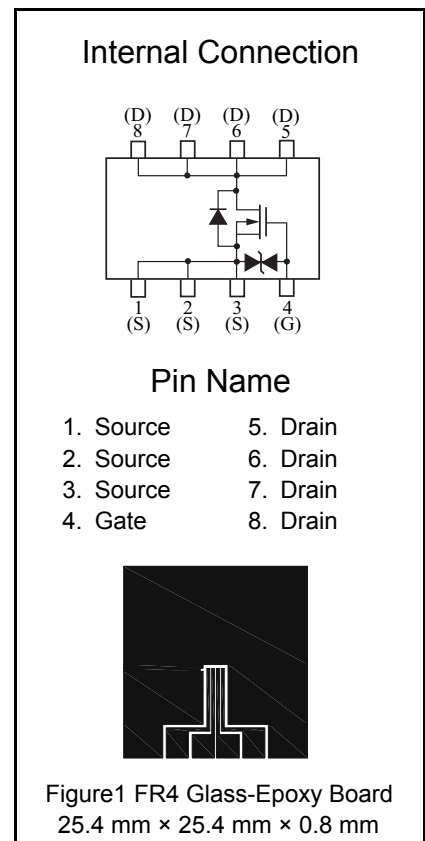 Internal Connection
(D) (D) (D) (D)
8 7 6 5
1 2 3 4
(S) (S) (S) (G)
Pin Name
1. Source 5. Drain
2. Source 6. Drain
3. Source 7. Drain
4. Gate 8. Drain
Figure1 FR4 Glass-Epoxy Board
25.4 mm × 25.4 mm × 0.8 mm